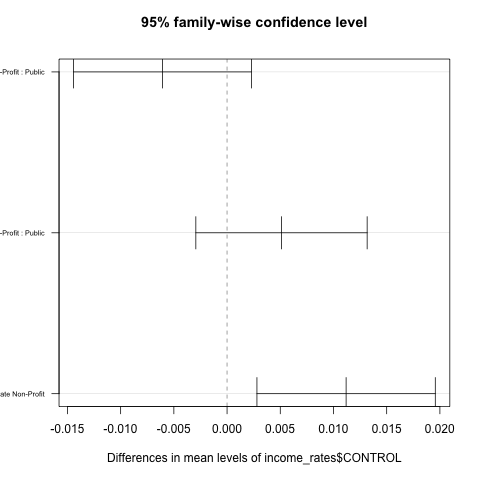 95% family-wise confidence level
-Profit : Public
-Profit : Public
ate Non-Profit
-0.015 -0.010 -0.005 0.000 0.005 0.010 0.015 0.020
Differences in mean levels of income_rates$CONTROL